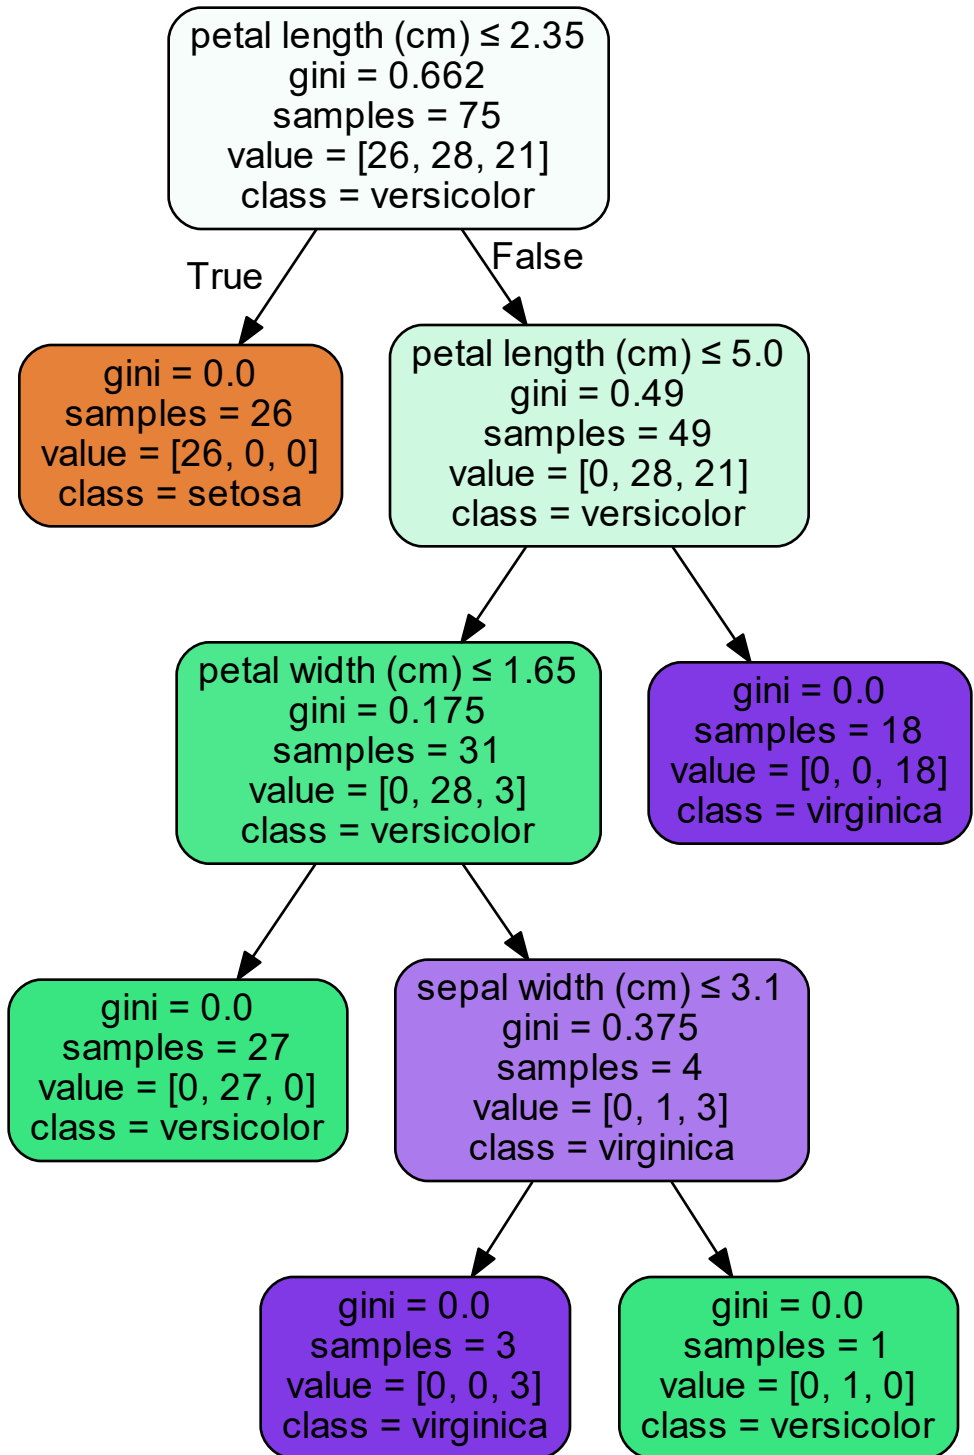 petal length (cm) ≤ 2.35
gini = 0.662
samples = 75
value = [26, 28, 21]
class = versicolor
True
False
gini = 0.0
samples = 26
value = [26, 0, 0]
class = setosa
petal length (cm) ≤ 5.0
gini = 0.49
samples = 49
value = [0, 28, 21]
class = versicolor
petal width (cm) ≤ 1.65
gini = 0.175
samples = 31
value = [0, 28, 3]
class = versicolor
gini = 0.0
samples = 18
value = [0, 0, 18]
class = virginica
gini = 0.0
samples = 27
value = [0, 27, 0]
class = versicolor
sepal width (cm) ≤ 3.1
gini = 0.375
samples = 4
value = [0, 1, 3]
class = virginica
gini = 0.0
samples = 3
value = [0, 0, 3]
class = virginica
gini = 0.0
samples = 1
value = [0, 1, 0]
class = versicolor